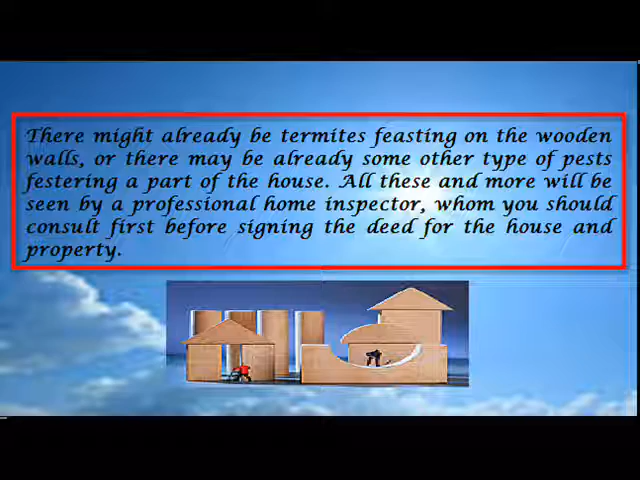 There might already be termites feasting on the wooden
walls, or there may be already some other type of pests
festering a part of the house. All these and more will be
seen by a professional home inspector, whom you should
consult first before signing the deed for the house and
property.